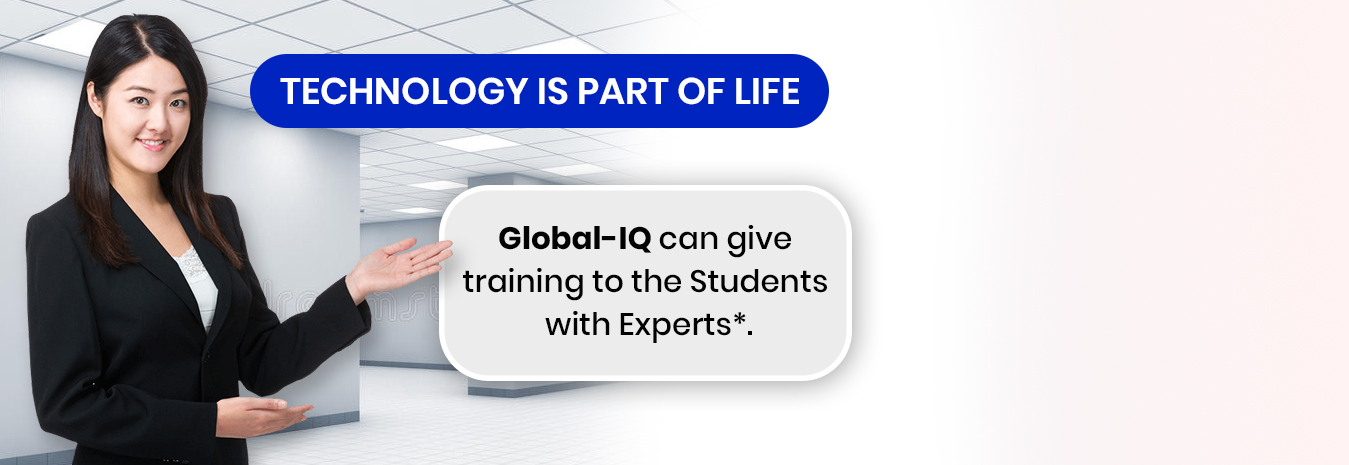 TECHNOLOGY IS PART OF LIFE
Global-IQ can give
training to the Students
with Experts*.